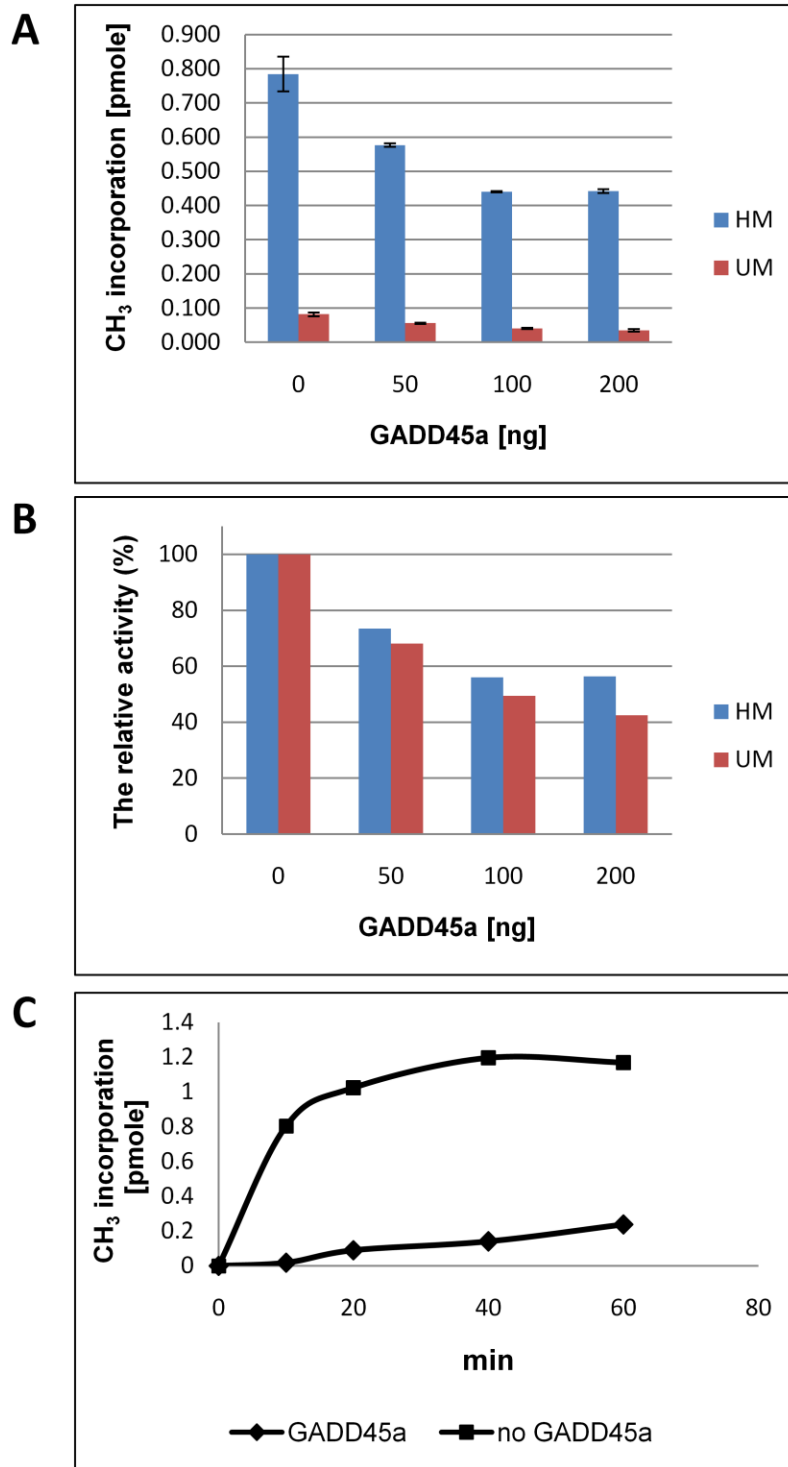 A
CH₃ incorporation [pmole]
0.900
0.800
0.700
0.600
0.500
0.400
0.300
0.200
0.100
0.000
0 50 100 200
GADD45a [ng]
HM
UM
B
The relative activity (%)
100
80
60
40
20
0
0 50 100 200
GADD45a [ng]
HM
UM
C
CH₃ incorporation
[pmole]
1.4
1.2
1
0.8
0.6
0.4
0.2
0
0 20 40 60 80
min
GADD45a no GADD45a